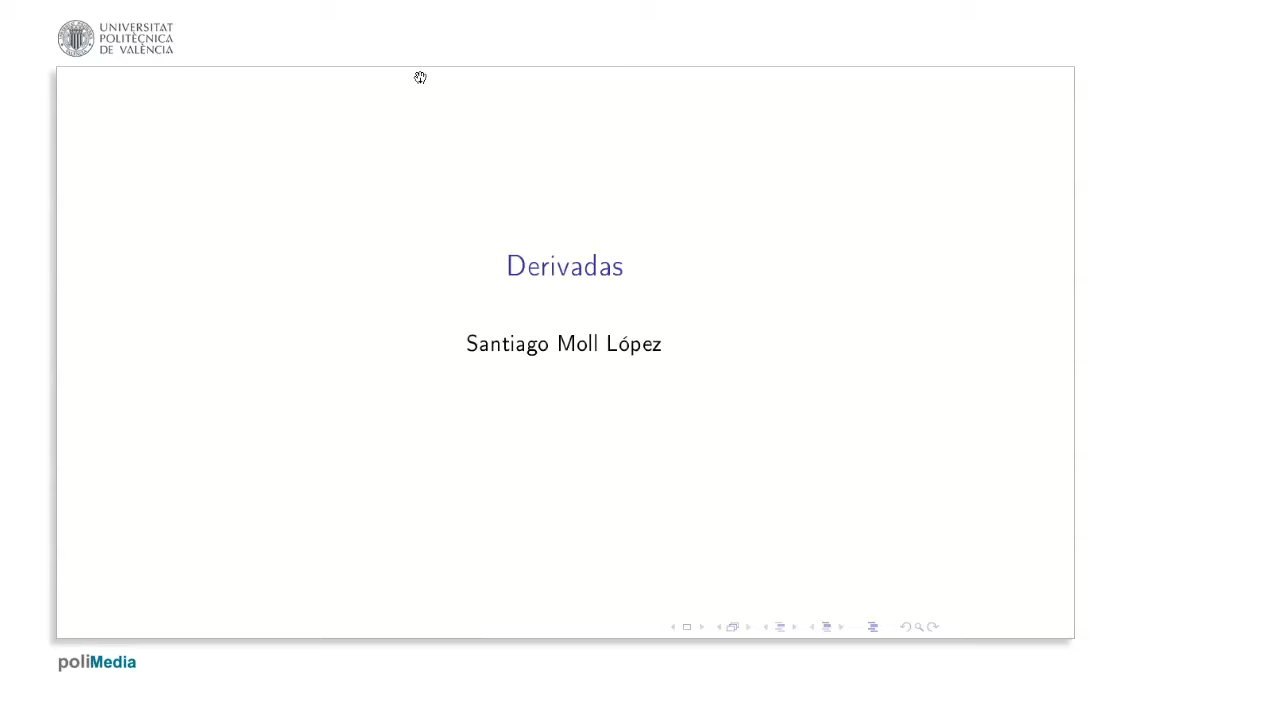 UNIVERSITAT
POLITÈCNICA
DE VALÈNCIA
Derivadas
Santiago Moll López
poliMedia